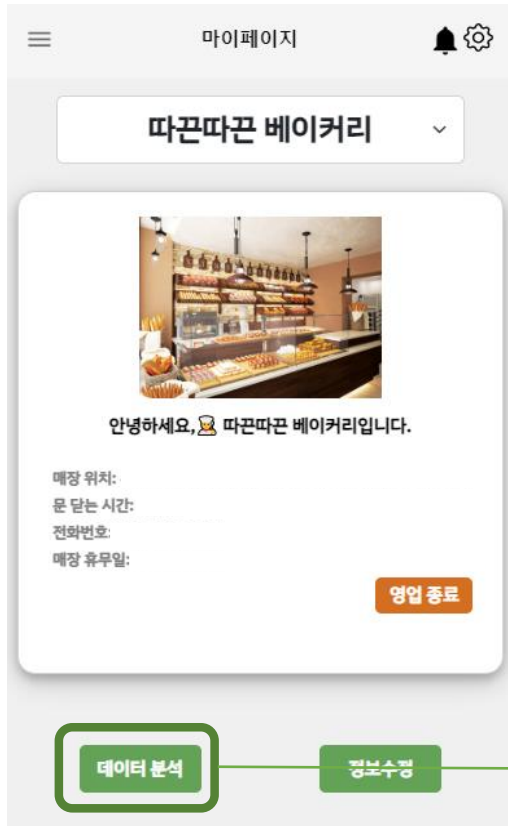 마이페이지
따끈따끈 베이커리
안녕하세요,👨‍🍳 따끈따끈 베이커리입니다.
매장 위치:
문 닫는 시간:
전화번호:
매장 휴무일:
영업 종료
데이터 분석
정보수정